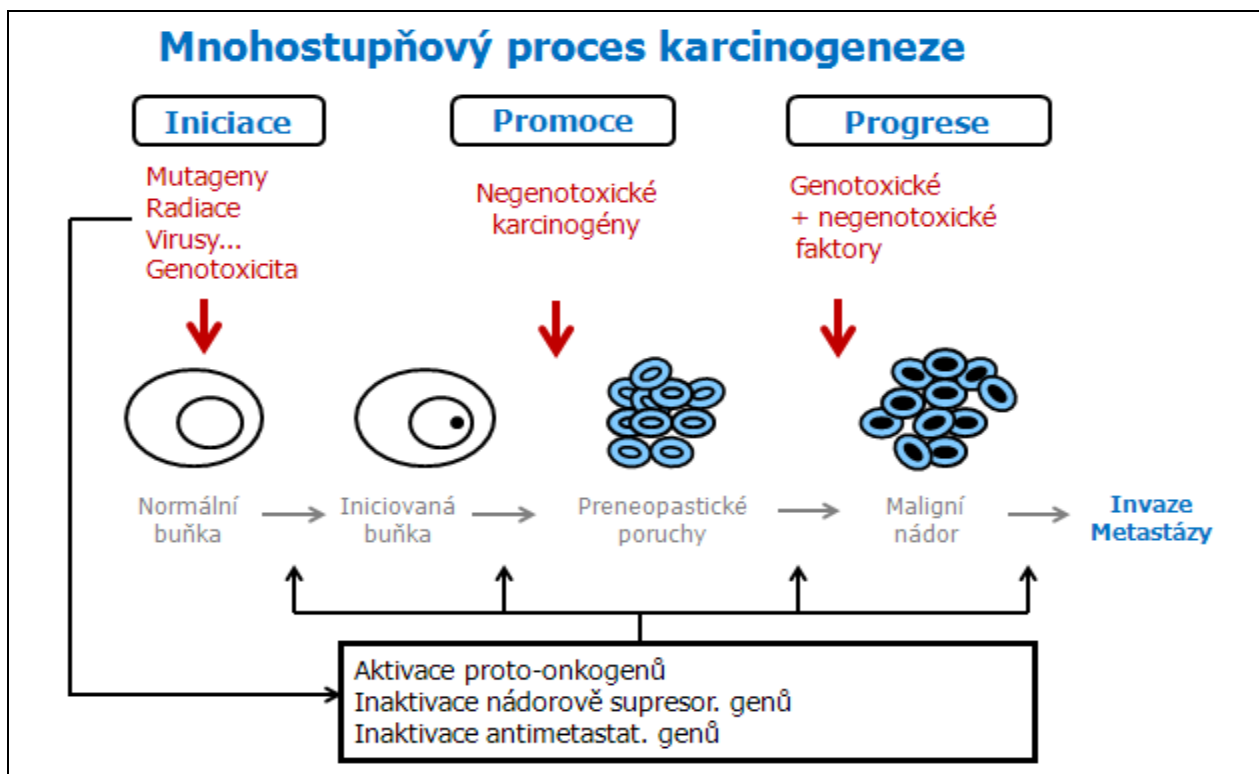 Mnohostupňový proces karcinogeneze
Iniciace
Promoce
Progrese
Mutageny
Radiace
Virusy...
Genotoxicita
Negenotoxické
karcinogény
Genotoxické
+ negenotoxické
faktory
Normální
buňka
Iniciovaná
buňka
Preneopastické
poruchy
Maligní
nádor
Invaze
Metastázy
Aktivace proto-onkogenů
Inaktivace nádorově supresor. genů
Inaktivace antimetastat. genů